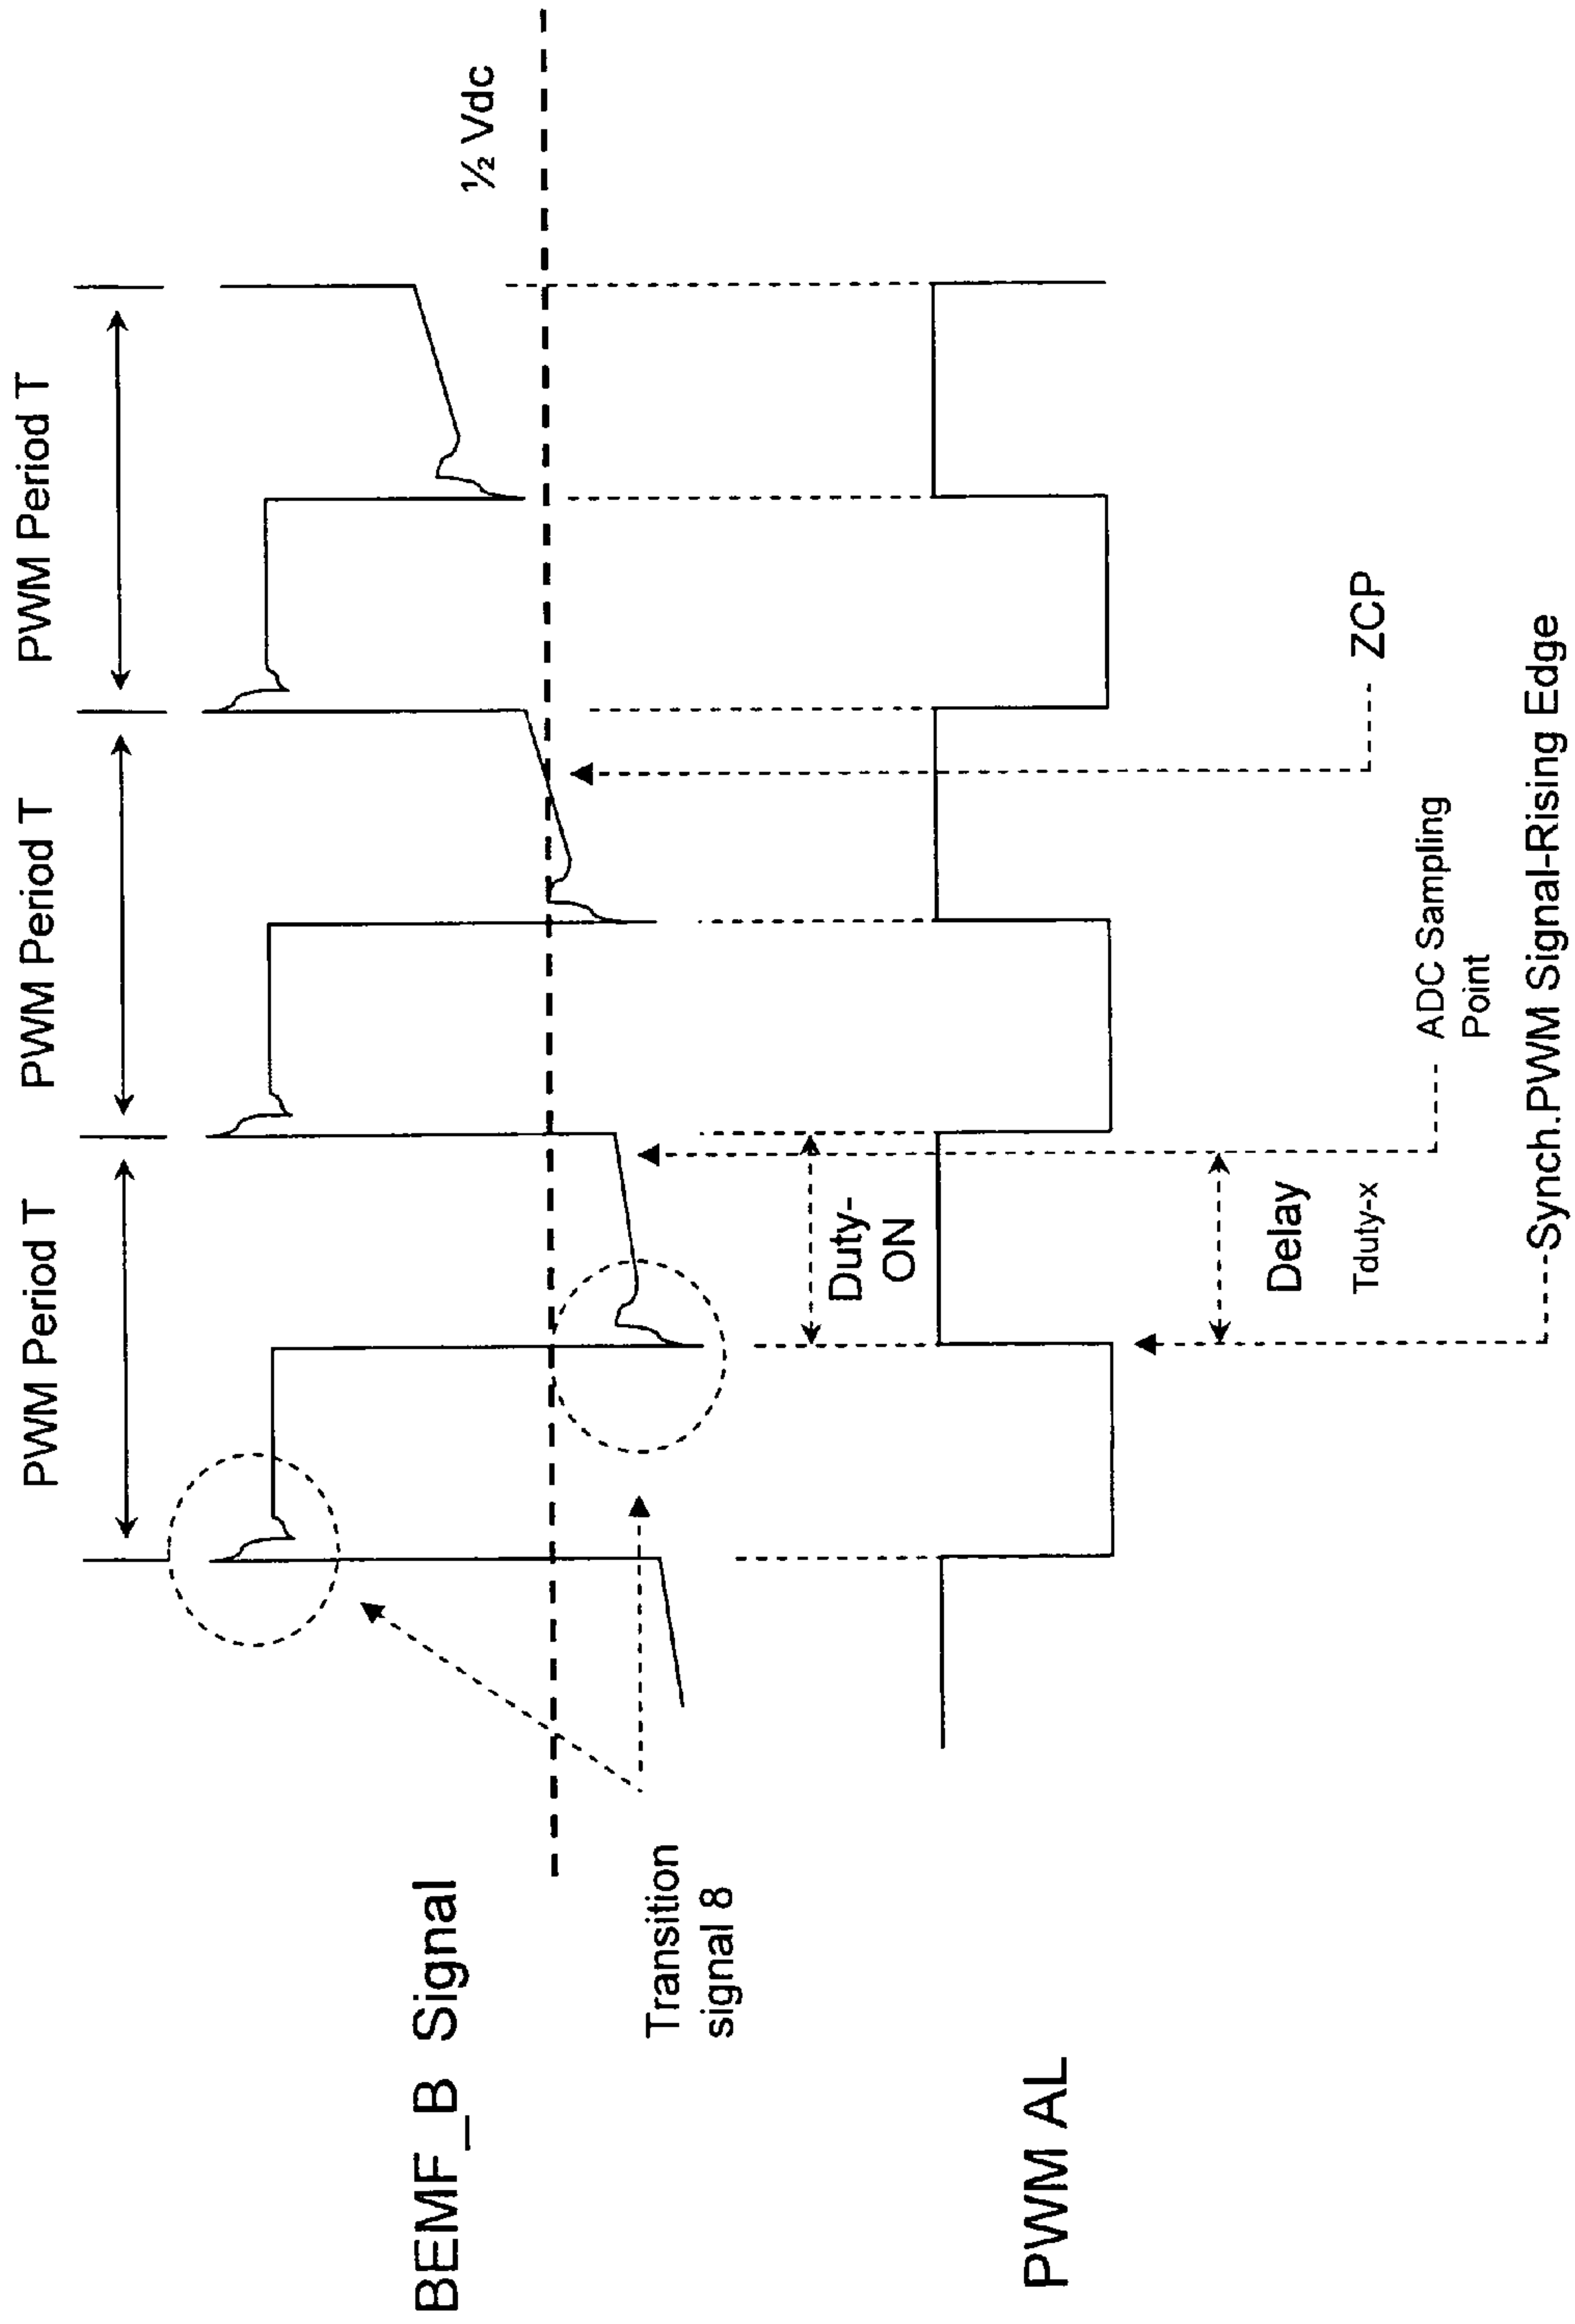 PWM Period T
PWM Period T
PWM Period T
BEMF_B Signal
½ Vdc
Transition
signal 8
Duty-
ON
PWM AL
Delay
Tduty-x
ZCP
ADC Sampling
Point
Synch.PWM Signal-Rising Edge